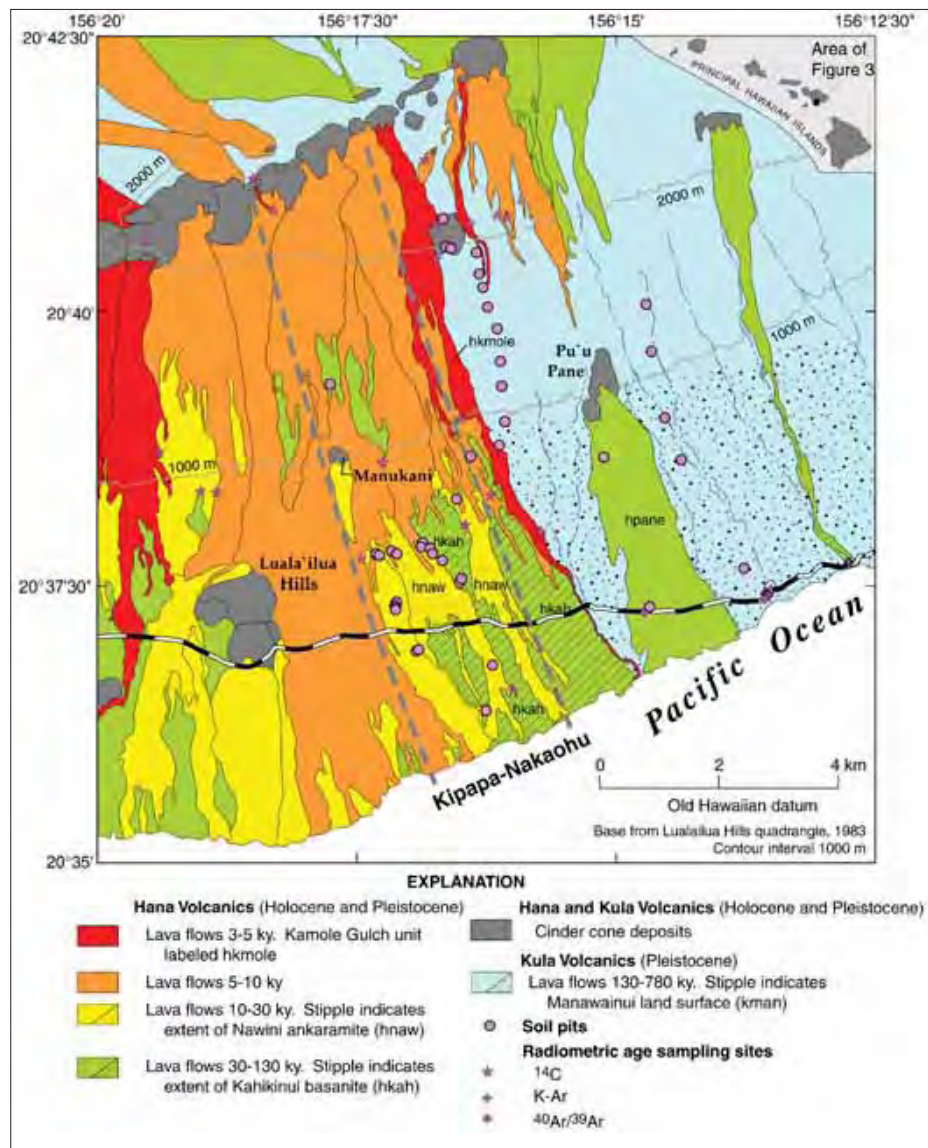 156°20'
156°17'30"
156°15'
156°12'30"
20°42'30"
Area of
Figure 3
PRINCIPAL HAWAIIAN ISLANDS
2000 m
2000 m
20°40'
hkmole
1000 m
Pu`u
Pane
1000 m
Manukani
hpane
hkah
Luala`ilua
Hills
20°37'30"
hnaw
hnaw
hkah
hkah
Pacific Ocean
Kipapa-Nakaohu
0 2 4 km
Old Hawaiian datum
Base from Lualailua Hills quadrangle, 1983
Contour interval 1000 m
20°35'
EXPLANATION
Hana Volcanics (Holocene and Pleistocene)
Lava flows 3-5 ky. Kamole Gulch unit
labeled hkmole
Lava flows 5-10 ky
Lava flows 10-30 ky. Stipple indicates
extent of Nawini ankaramite (hnaw)
Lava flows 30-130 ky. Stipple indicates
extent of Kahikinul basanite (hkah)
Hana and Kula Volcanics (Holocene and Pleistocene)
Cinder cone deposits
Kula Volcanics (Pleistocene)
Lava flows 130-780 ky. Stipple indicates
Manawainui land surface (kman)
Soil pits
Radiometric age sampling sites
14C
K-Ar
40Ar/39Ar